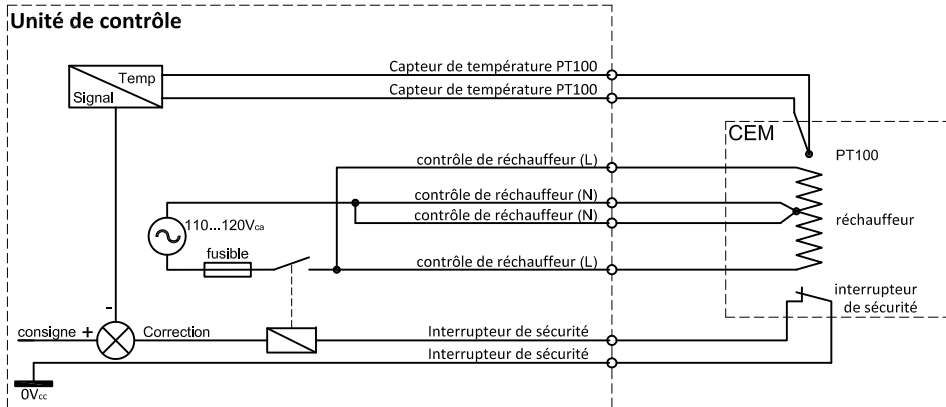 Unité de contrôle
Temp
Signal
Capteur de température PT100
Capteur de température PT100
CEM
PT100
contrôle de réchauffeur (L)
contrôle de réchauffeur (N)
contrôle de réchauffeur (N)
110...120Vca
réchauffeur
fusible
contrôle de réchauffeur (L)
interrupteur
de sécurité
-
consigne +
Correction
Interrupteur de sécurité
Interrupteur de sécurité
0Vcc